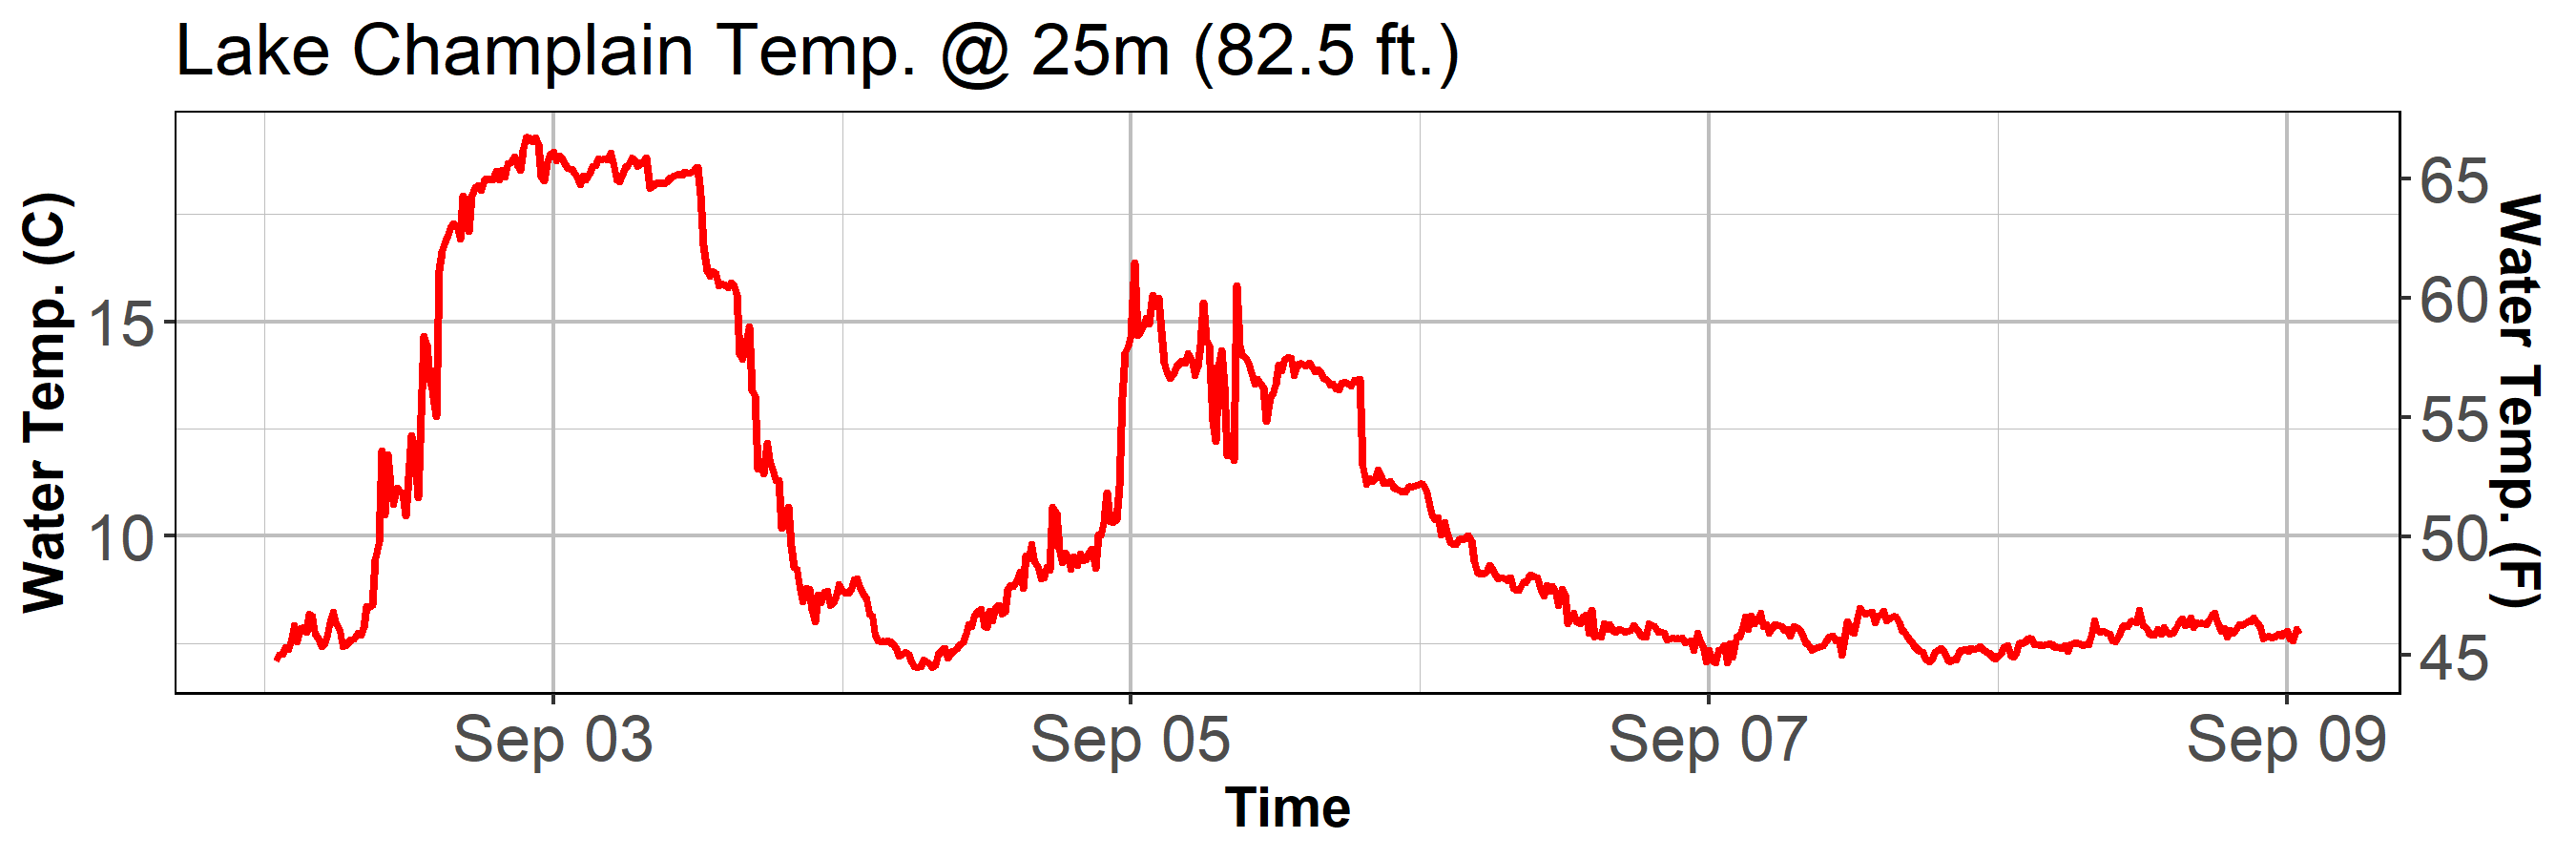 Lake Champlain Temp. @ 25m (82.5 ft.)
Water Temp. (C)
15
10
65
60
55
50
45
Water Temp. (F)
Sep 03
Sep 05
Sep 07
Sep 09
Time